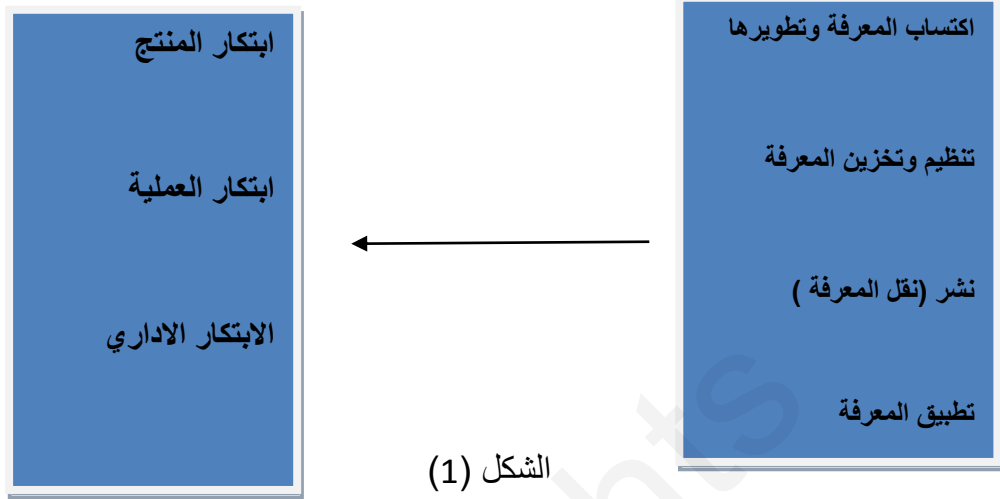 اكتساب المعرفة وتطويرها
تنظيم وتخزين المعرفة
نشر (نقل المعرفة )
تطبيق المعرفة
ابتكار المنتج
ابتكار العملية
الابتكار الاداري
الشكل (1)
hts